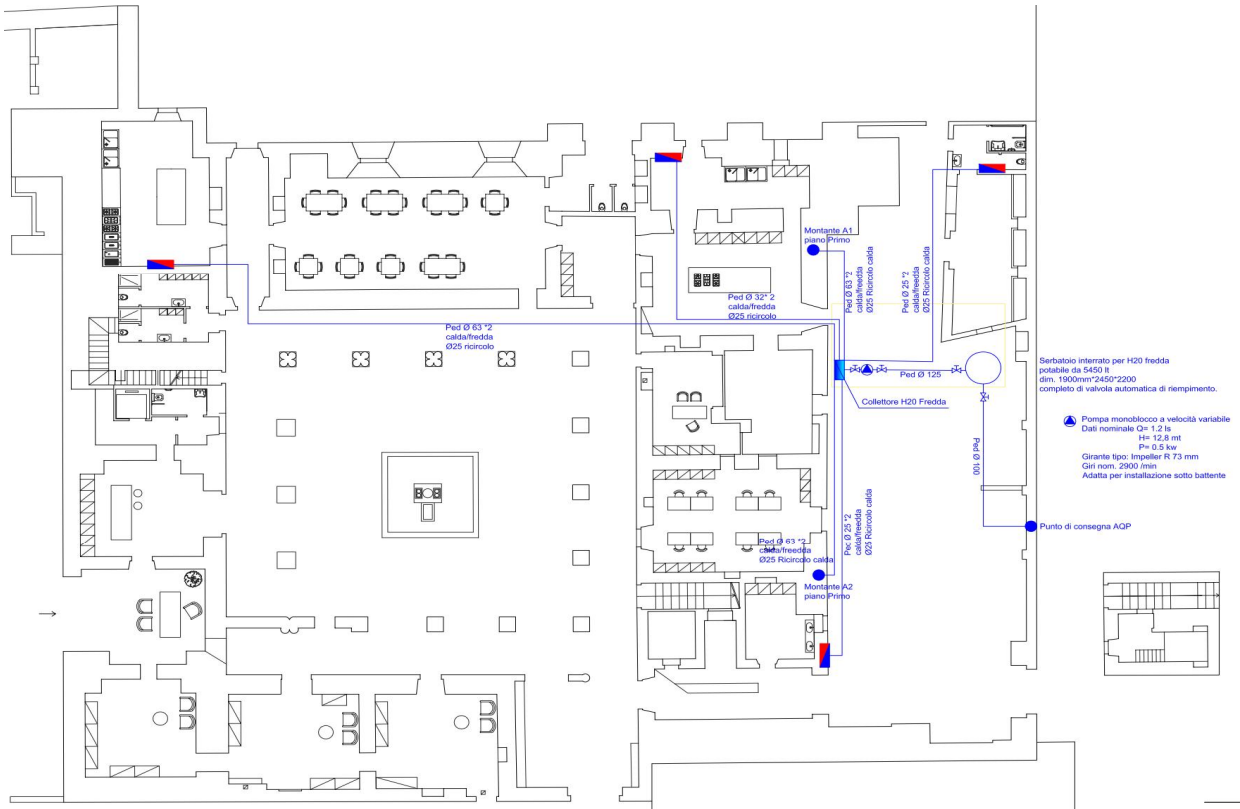 Montante A1
piano Primo
Ped Ø 63 *2
calda/freedda
Ø25 Ricircolo calda
Ped Ø 25 *2
calda/freedda
Ø25 Ricircolo calda
Ped Ø 32* 2
calda/fredda
Ø25 ricircolo
Ped Ø 63 *2
calda/fredda
Ø25 ricircolo
Ped Ø 125
Collettore H20 Fredda
Serbatoio interrato per H20 fredda
potabile da 5450 lt
dim. 1900mm*2450*2200
completo di valvola automatica di riempimento.
Pompa monoblocco a velocità variabile
Dati nominale Q= 1.2 ls
H= 12,8 mt
P= 0.5 kw
Girante tipo: Impeller R 73 mm
Giri nom. 2900 /min
Adatta per installazione sotto battente
Ped Ø 100
Punto di consegna AQP
Pec Ø 25 *2
calda/freedda
Ø25 Ricircolo calda
Ped Ø 63 *2
calda/freedda
Ø25 Ricircolo calda
Montante A2
piano Primo